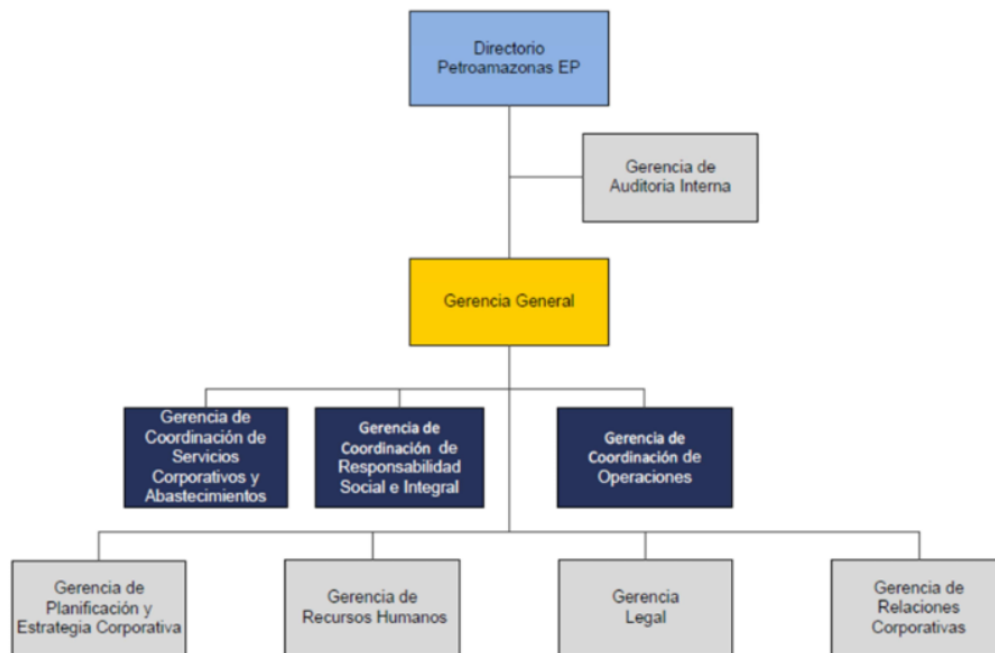 Directorio
Petroamazonas EP
Gerencia de
Auditoria Interna
Gerencia General
Gerencia de
Coordinación de
Servicios
Corporativos y
Abastecimientos
Gerencia de
Coordinación de
Responsabilidad
Social e Integral
Gerencia de
Coordinación de
Operaciones
Gerencia de
Planificación y
Estrategia Corporativa
Gerencia de
Recursos Humanos
Gerencia
Legal
Gerencia de
Relaciones
Corporativas